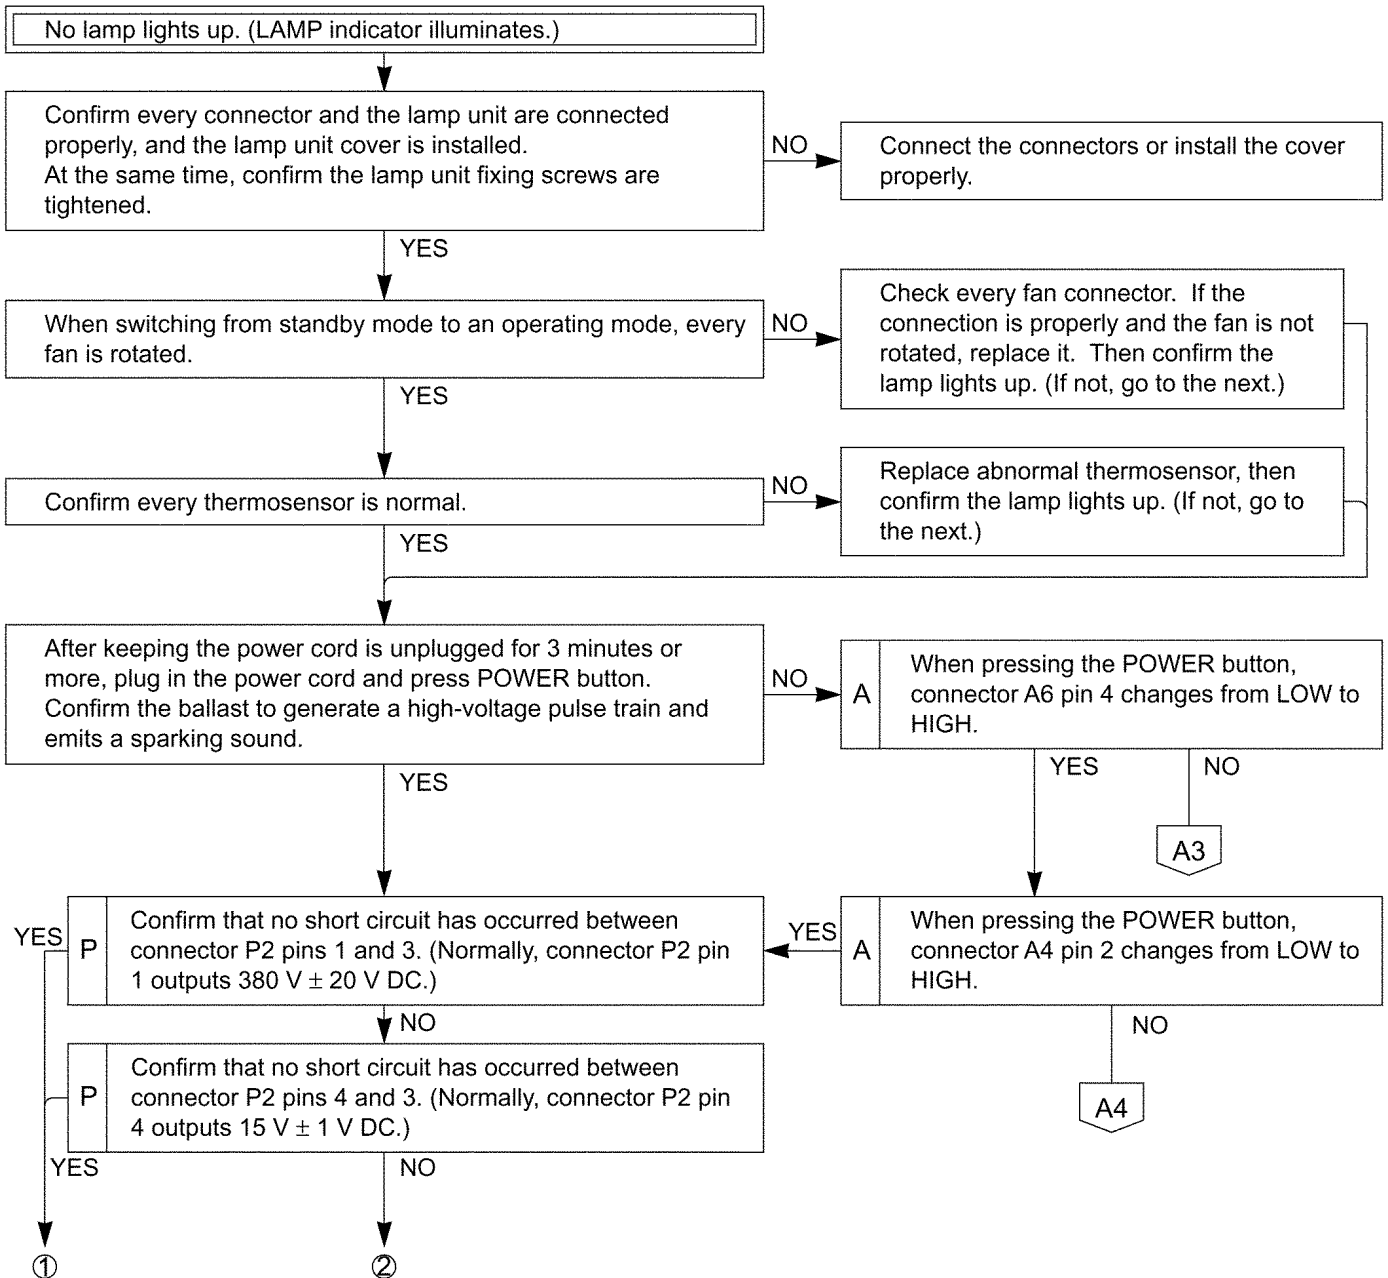 No lamp lights up. (LAMP indicator illuminates.)
Confirm every connector and the lamp unit are connected
properly, and the lamp unit cover is installed.
At the same time, confirm the lamp unit fixing screws are
tightened.
NO
Connect the connectors or install the cover
properly.
YES
When switching from standby mode to an operating mode, every
fan is rotated.
NO
Check every fan connector.  If the
connection is properly and the fan is not
rotated, replace it.  Then confirm the
lamp lights up. (If not, go to the next.)
YES
Confirm every thermosensor is normal.
NO
Replace abnormal thermosensor, then
confirm the lamp lights up. (If not, go to
the next.)
YES
After keeping the power cord is unplugged for 3 minutes or
more, plug in the power cord and press POWER button.
Confirm the ballast to generate a high-voltage pulse train and
emits a sparking sound.
NO
A
When pressing the POWER button,
connector A6 pin 4 changes from LOW to
HIGH.
YES
YES
NO
A3
YES
P
Confirm that no short circuit has occurred between
connector P2 pins 1 and 3. (Normally, connector P2 pin
1 outputs 380 V ± 20 V DC.)
YES
A
When pressing the POWER button,
connector A4 pin 2 changes from LOW to
HIGH.
NO
NO
A4
P
Confirm that no short circuit has occurred between
connector P2 pins 4 and 3. (Normally, connector P2 pin
4 outputs 15 V ± 1 V DC.)
YES
NO
①
②